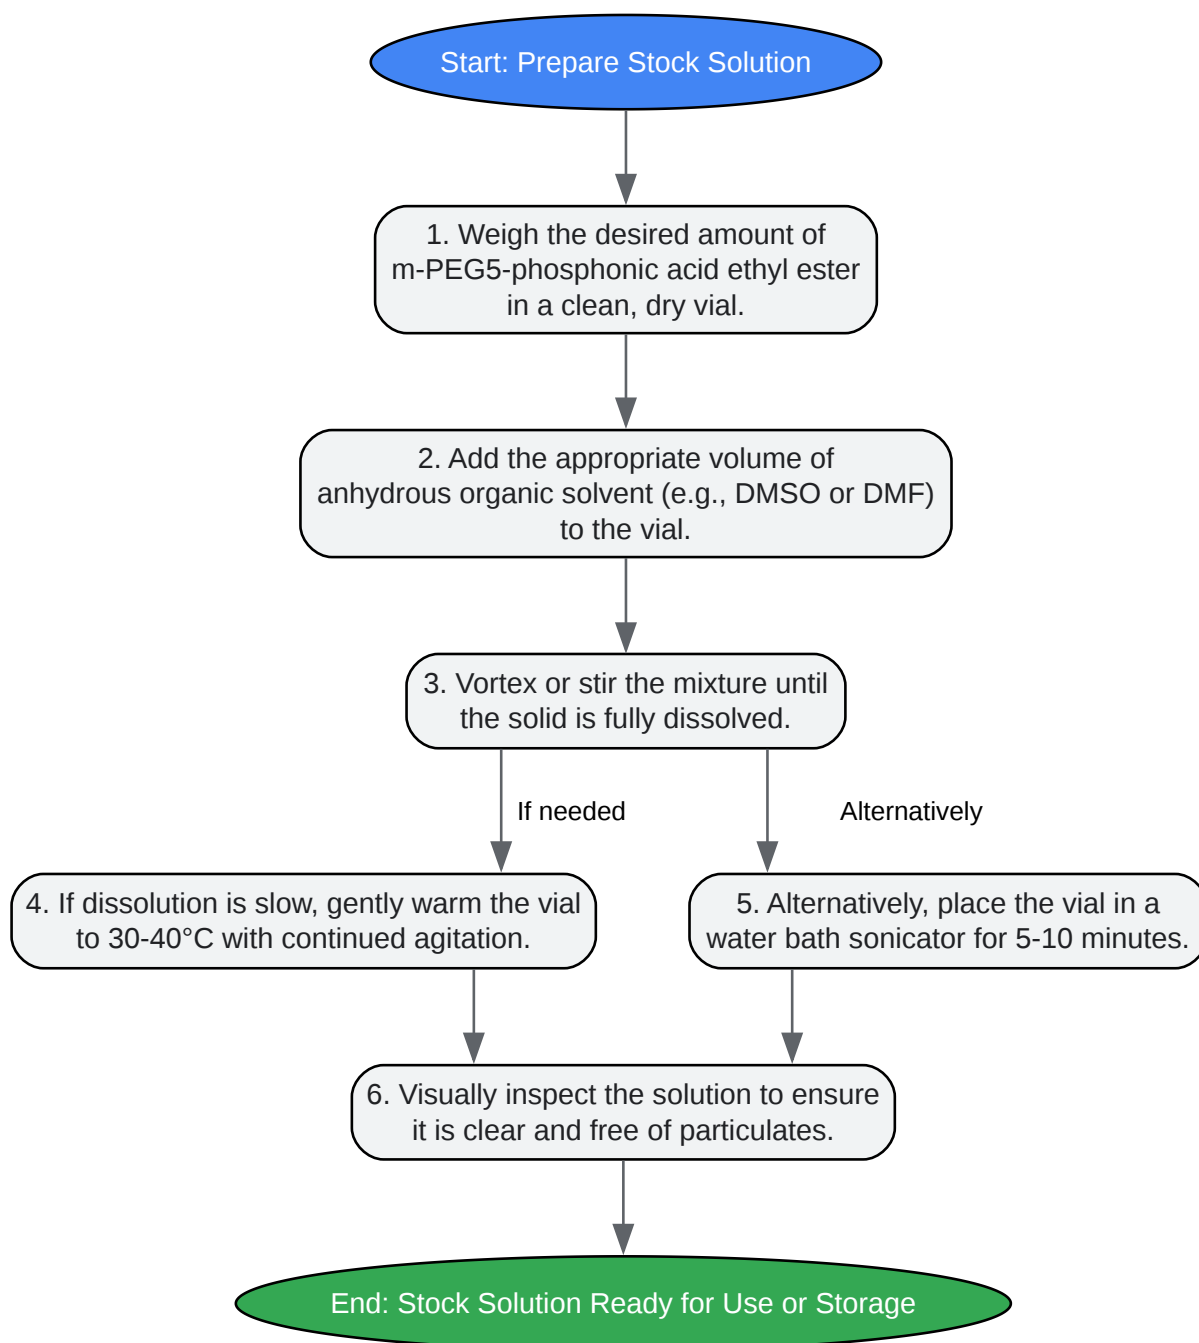 Start: Prepare Stock Solution
1. Weigh the desired amount of
m-PEG5-phosphonic acid ethyl ester
in a clean, dry vial.
2. Add the appropriate volume of
anhydrous organic solvent (e.g., DMSO or DMF)
to the vial.
3. Vortex or stir the mixture until
the solid is fully dissolved.
If needed
Alternatively
4. If dissolution is slow, gently warm the vial
to 30-40°C with continued agitation.
5. Alternatively, place the vial in a
water bath sonicator for 5-10 minutes.
6. Visually inspect the solution to ensure
it is clear and free of particulates.
End: Stock Solution Ready for Use or Storage